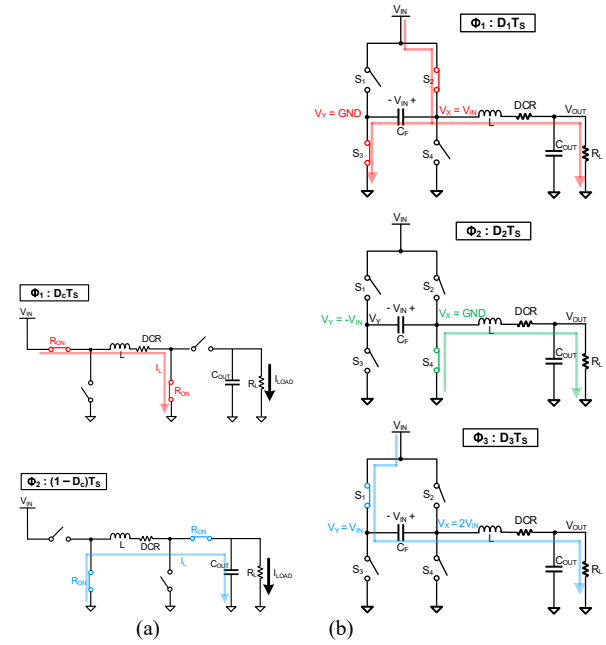 Φ₁ : DcTS
VIN
RON
L
DCR
IL
RON
COUT
RL
ILOAD
Φ₂ : (1 – Dc)TS
VIN
L
DCR
RON
RON
IL
COUT
RL
ILOAD
(a)
Φ₁ : D₁TS
VIN
S₁
S₂
- VIN +
VY = GND
CF
VX = VIN
L
DCR
VOUT
S₃
S₄
COUT
RL
Φ₂ : D₂TS
VIN
S₁
S₂
- VIN +
VY = -VIN
VY
CF
VX = GND
L
DCR
VOUT
S₃
S₄
COUT
RL
Φ₃ : D₃TS
VIN
S₁
S₂
- VIN +
VY = VIN
CF
VX = 2VIN
L
DCR
VOUT
S₃
S₄
COUT
RL
(b)